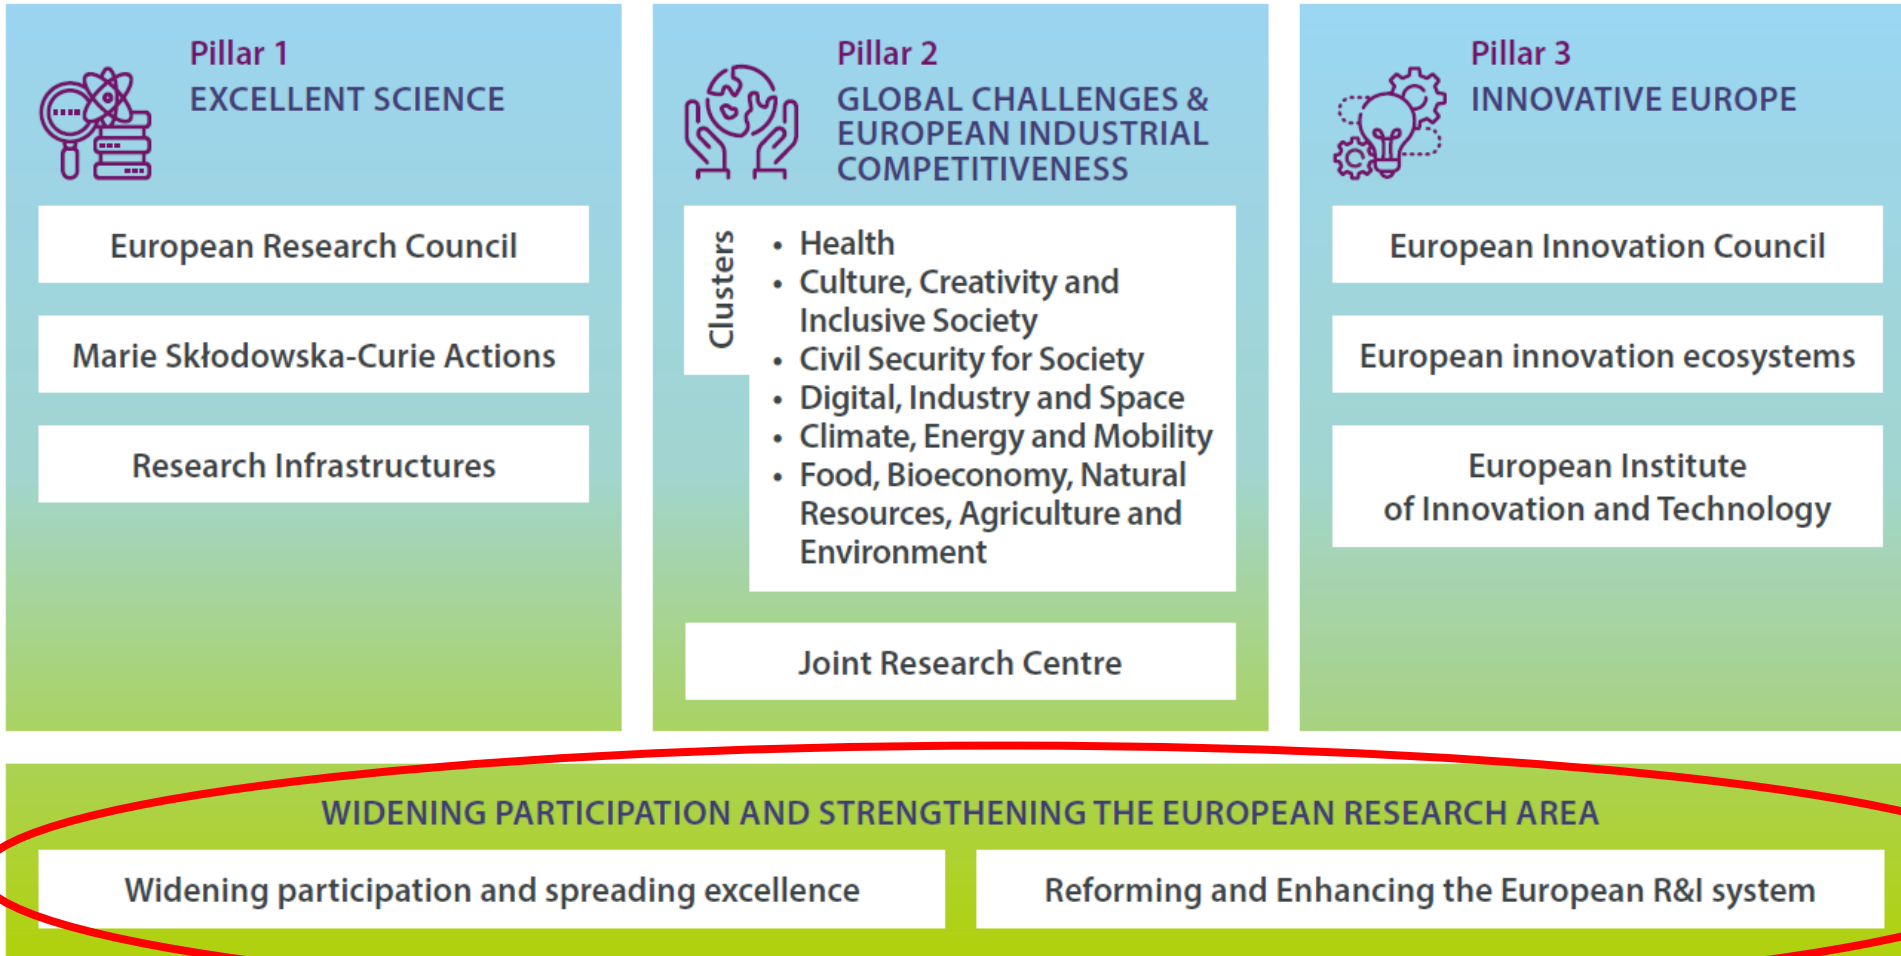 Pillar 1
EXCELLENT SCIENCE
European Research Council
Marie Skłodowska-Curie Actions
Research Infrastructures
Pillar 2
GLOBAL CHALLENGES &
EUROPEAN INDUSTRIAL
COMPETITIVENESS
Clusters
• Health
• Culture, Creativity and
Inclusive Society
• Civil Security for Society
• Digital, Industry and Space
• Climate, Energy and Mobility
• Food, Bioeconomy, Natural
Resources, Agriculture and
Environment
Joint Research Centre
Pillar 3
INNOVATIVE EUROPE
European Innovation Council
European innovation ecosystems
European Institute
of Innovation and Technology
WIDENING PARTICIPATION AND STRENGTHENING THE EUROPEAN RESEARCH AREA
Widening participation and spreading excellence
Reforming and Enhancing the European R&I system